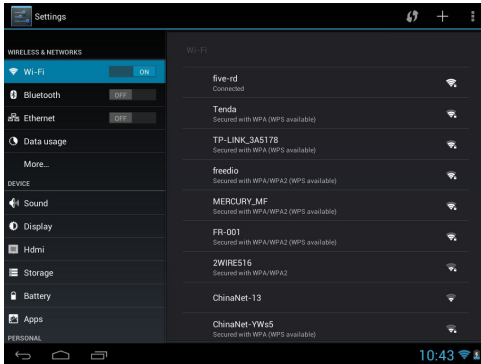 Settings
WIRELESS & NETWORKS
Wi-Fi ON
Bluetooth OFF
Ethernet OFF
Data usage
More...
DEVICE
Sound
Display
Hdmi
Storage
Battery
Apps
PERSONAL
Wi-Fi
five-rd
Connected
Tenda
Secured with WPA (WPS available)
TP-LINK_3A5178
Secured with WPA (WPS available)
freedio
Secured with WPA/WPA2 (WPS available)
MERCURY_MF
Secured with WPA/WPA2 (WPS available)
FR-001
Secured with WPA/WPA2 (WPS available)
2WIRE516
Secured with WPA/WPA2
ChinaNet-13
ChinaNet-YWs5
Secured with WPA (WPS available)
10:43